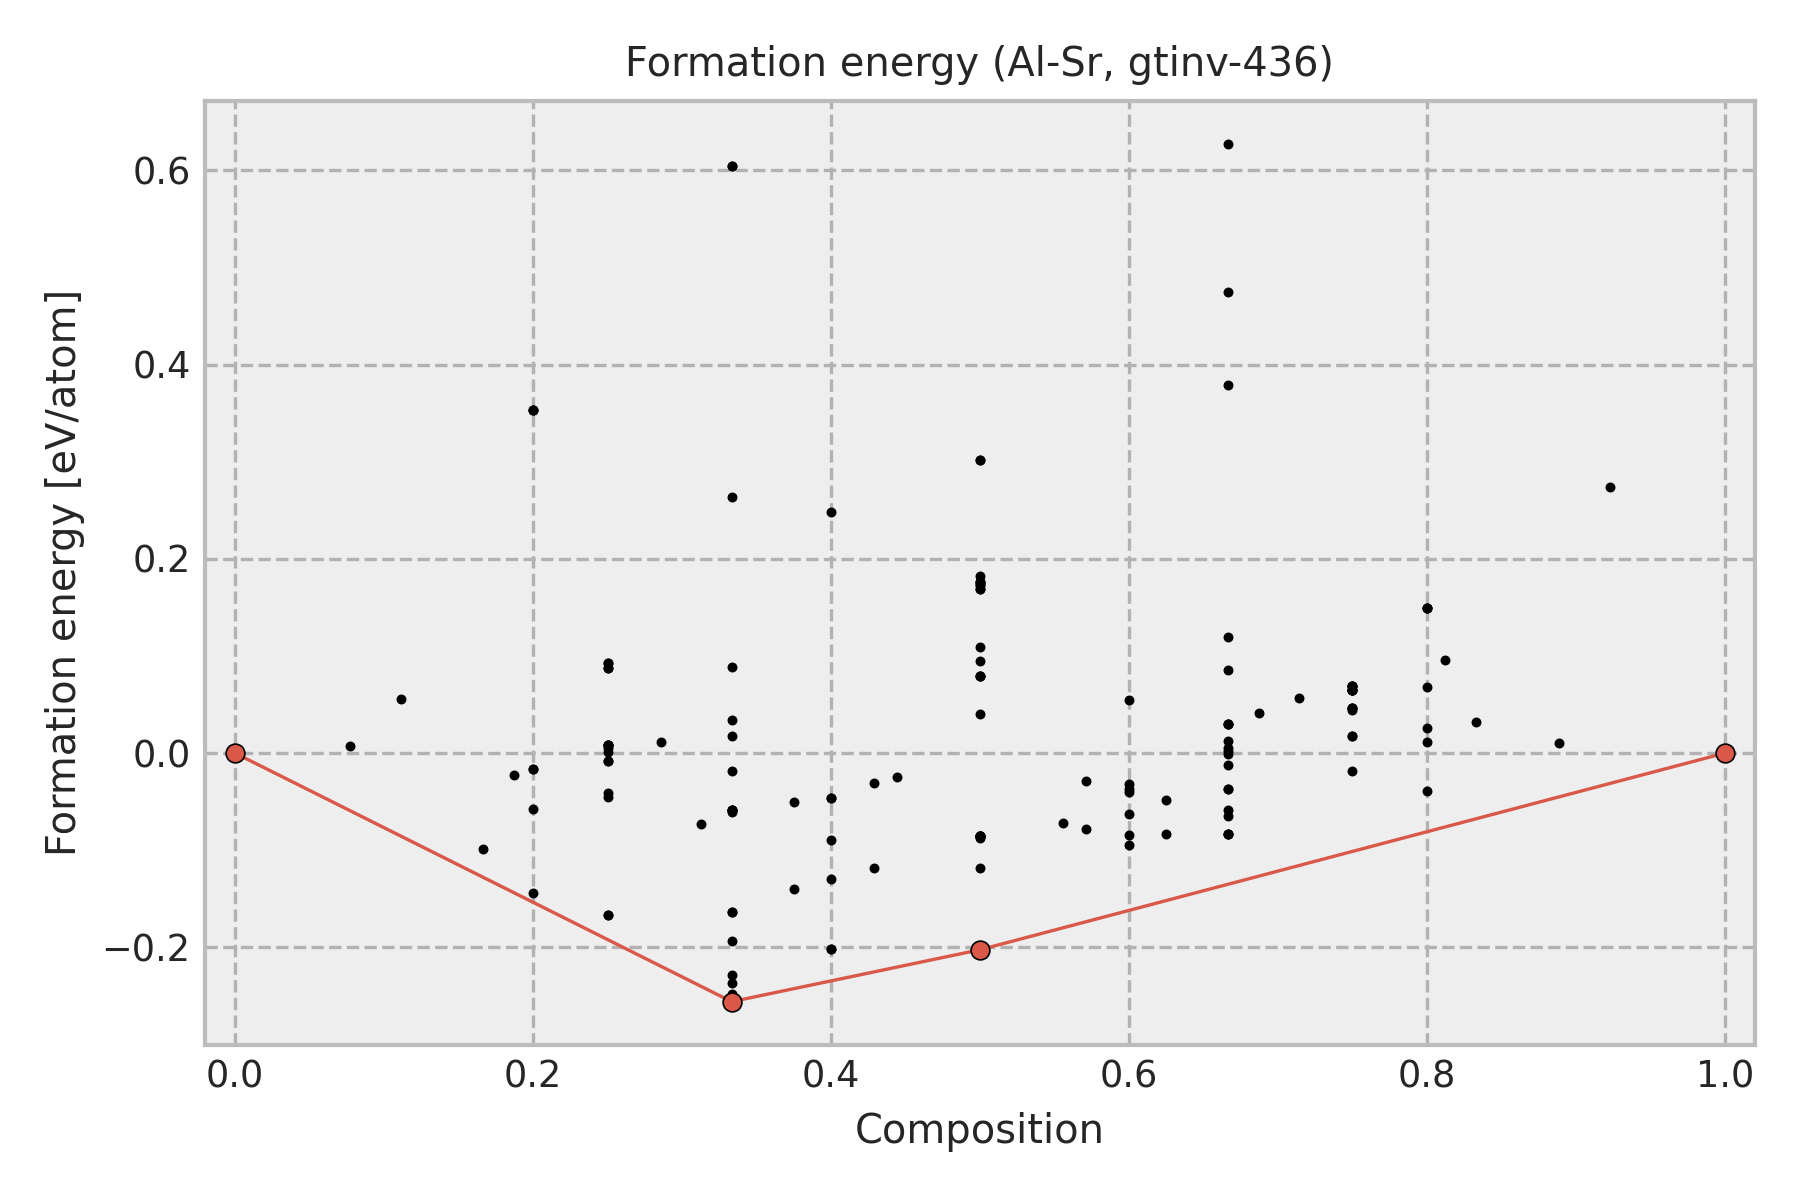 Formation energy (Al-Sr, gtinv-436)
Formation energy [eV/atom]
0.6
0.4
0.2
0.0
−0.2
0.0 0.2 0.4 0.6 0.8 1.0
Composition